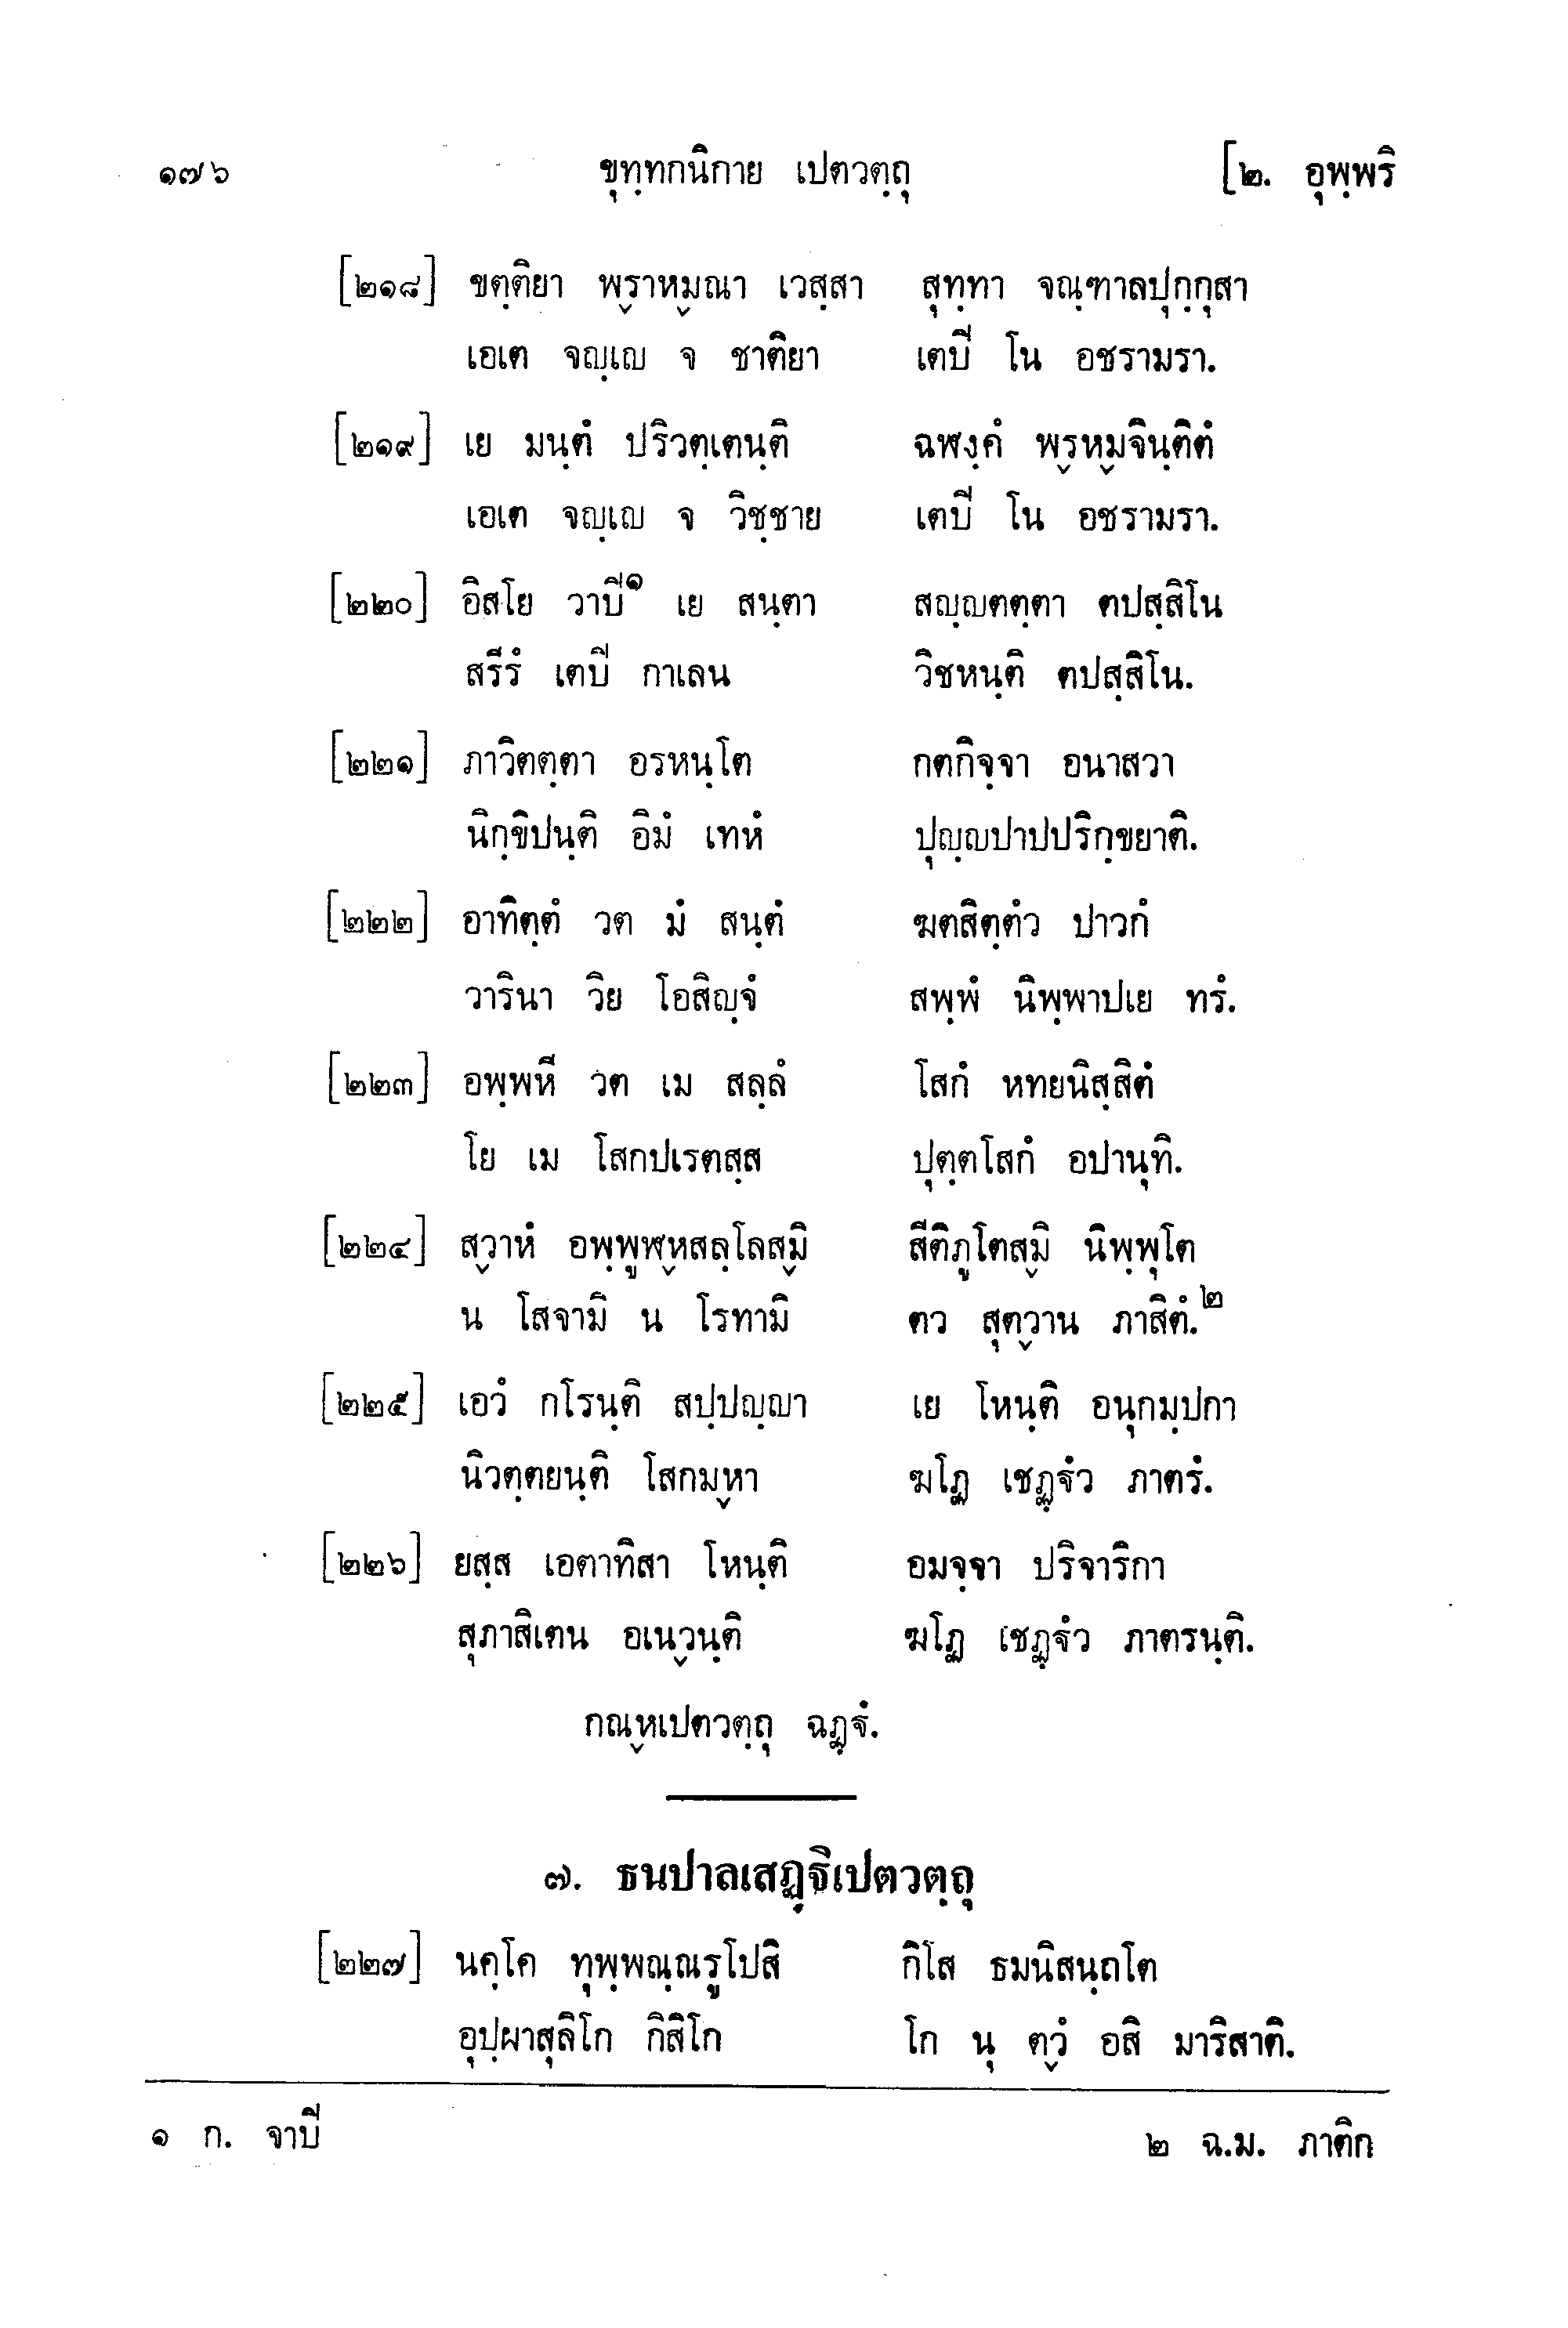 ๑๗๖ ขุทฺทกนิกาย เปตวตฺถุ [๒. อุพฺพริ
[๒๑๘] ขตฺติยา พฺราหฺมณา เวสฺสา สุทฺทา จณฺฑาลปุกฺกุสา
เอเต จญฺเญ จ ชาติยา เตปิ โน อชรามรา.
[๒๑๙] เย มนฺตํ ปริวตฺเตนฺติ ฉฬงฺคํ พฺรหฺมจินฺติตํ
เอเต จญฺเญ จ วิชฺชาย เตปิ โน อชรามรา.
[๒๒๐] อิสโย วาปิ๑ เย สนฺตา สญฺญตตฺตา ตปสฺสิโน
สรีรํ เตปิ กาเลน วิชหนฺติ ตปสฺสิโน.
[๒๒๑] ภาวิตตฺตา อรหนฺโต กตกิจฺจา อนาสวา
นิกฺขิปนฺติ อิมํ เทหํ ปุญฺญปาปปริกฺขยาติ.
[๒๒๒] อาทิตฺตํ วต มํ สนฺตํ ฆตสิตฺตํว ปาวกํ
วารินา วิย โอสิญฺจํ สพฺพํ นิพฺพาปเย ทรํ.
[๒๒๓] อพฺพหิ วต เม สลฺลํ โสกํ หทยนิสฺสิตํ
โย เม โสกปเรตสฺส ปุตฺตโสกํ อปานุทิ.
[๒๒๔] สฺวาหํ อพฺพูฬฺหสลฺโลสฺมิ สีติภูโตสฺมิ นิพฺพุโต
น โสจามิ น โรทามิ ตว สุตฺวาน ภาสิตํ.๒
[๒๒๕] เอวํ กโรนฺติ สปฺปญฺญา เย โหนฺติ อนุกมฺปกา
นิวตฺตยนฺติ โสกมฺหา ฆโฏ เชฏฺฐํว ภาตรํ.
[๒๒๖] ยสฺส เอตาทิสา โหนฺติ อมจฺจา ปริจาริกา
สุภาสิเตน อเนฺวนฺติ ฆโฏ เชฏฺฐํว ภาตรนฺติ.
กณฺหเปตวตฺถุ ฉฏฺฐํ.
๗. ธนปาลเสฏฺฐิเปตวตฺถุ
[๒๒๗] นคฺโค ทุพฺพณฺณรูโปสิ กิโส ธมนิสนฺถโต
อุปฺผาสุลิโก กิสิโก โก นุ ตฺวํ อสิ มาริสาติ.
๑ ก. จาปิ ๒ ฉ.ม. ภาติก